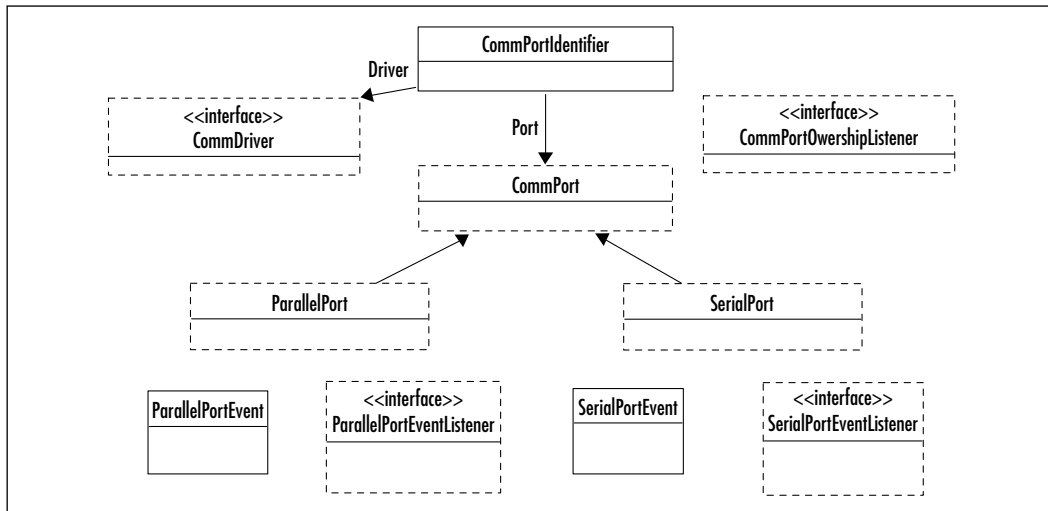 CommPortIdentifier
Driver
<<interface>>
CommDriver
Port
<<interface>>
CommPortOwershipListener
CommPort
ParallelPort
SerialPort
ParallelPortEvent
<<interface>>
ParallelPortEventListener
SerialPortEvent
<<interface>>
SerialPortEventListener